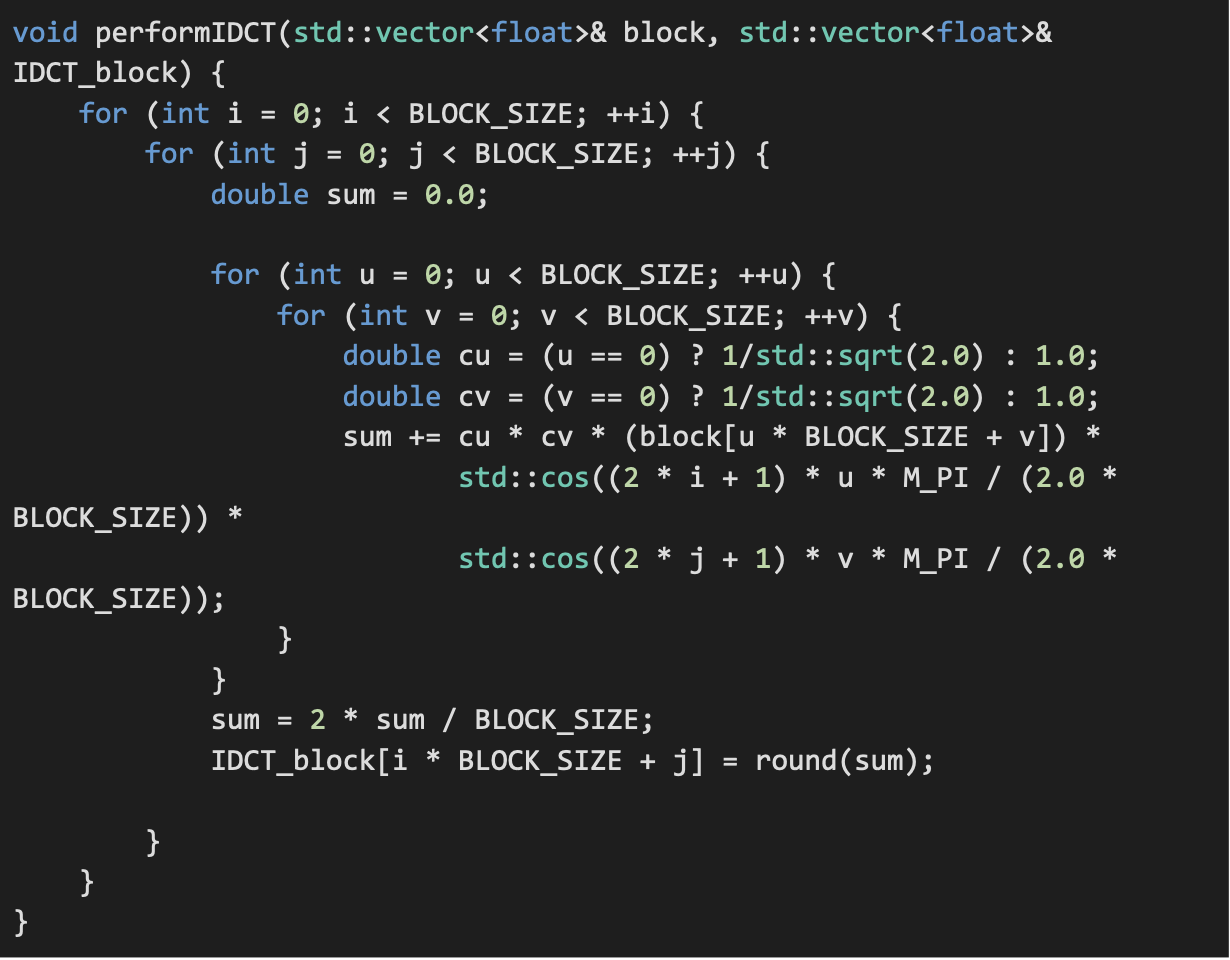 void performIDCT(std::vector<float>& block, std::vector<float>&
IDCT_block) {
    for (int i = 0; i < BLOCK_SIZE; ++i) {
        for (int j = 0; j < BLOCK_SIZE; ++j) {
            double sum = 0.0;

            for (int u = 0; u < BLOCK_SIZE; ++u) {
                for (int v = 0; v < BLOCK_SIZE; ++v) {
                    double cu = (u == 0) ? 1/std::sqrt(2.0) : 1.0;
                    double cv = (v == 0) ? 1/std::sqrt(2.0) : 1.0;
                    sum += cu * cv * (block[u * BLOCK_SIZE + v]) *
                           std::cos((2 * i + 1) * u * M_PI / (2.0 *
BLOCK_SIZE)) *
                           std::cos((2 * j + 1) * v * M_PI / (2.0 *
BLOCK_SIZE));
                }
            }
            sum = 2 * sum / BLOCK_SIZE;
            IDCT_block[i * BLOCK_SIZE + j] = round(sum);

        }
    }
}